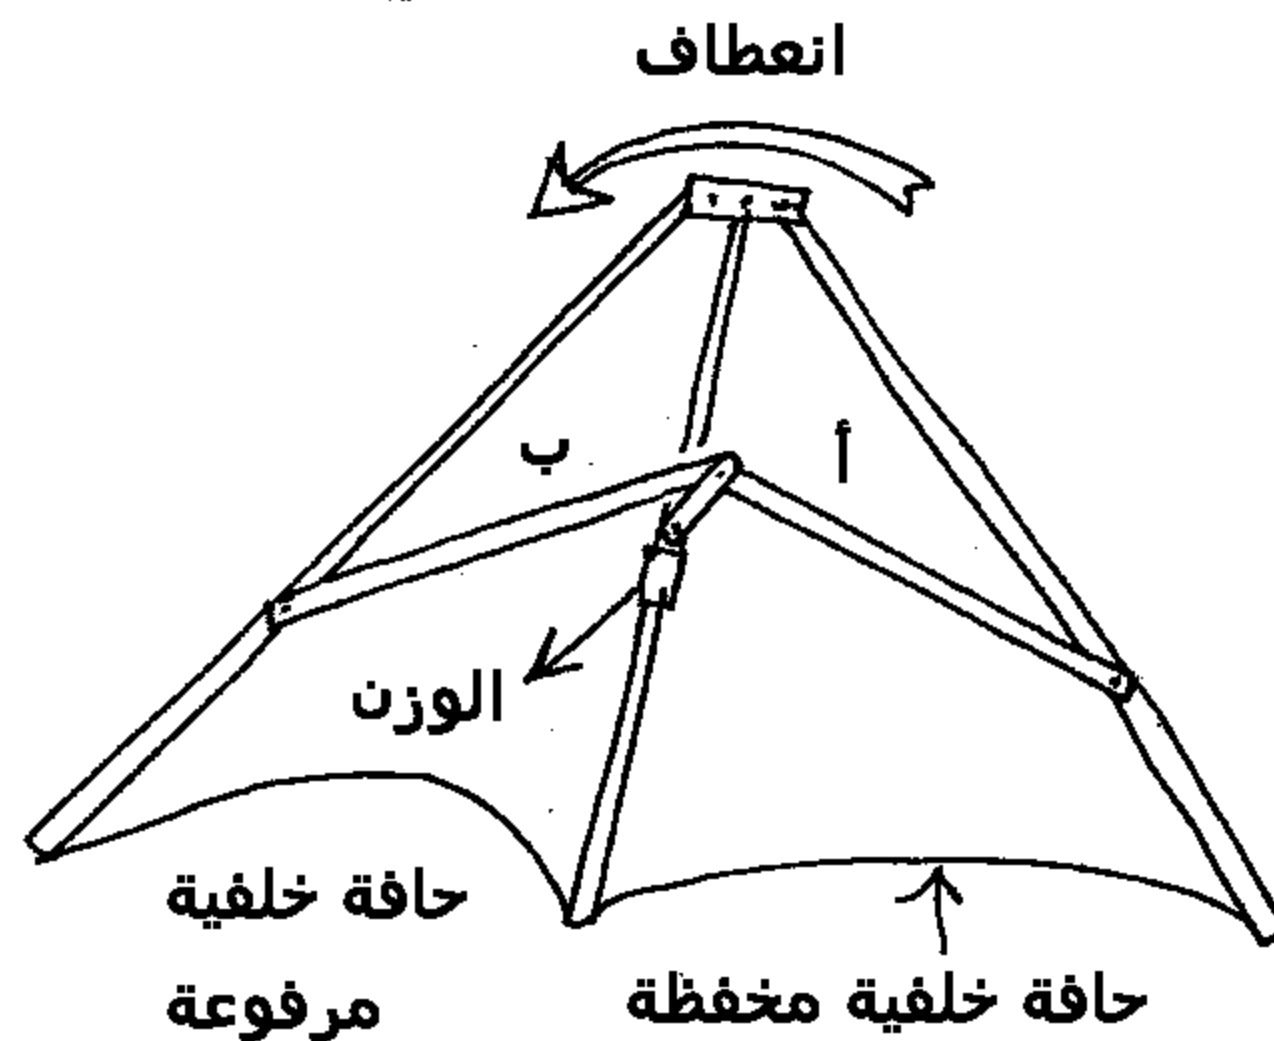 انعطاف
أ
ب
الوزن
حافة خلفية
مرفوعة
حافة خلفية مخفظة